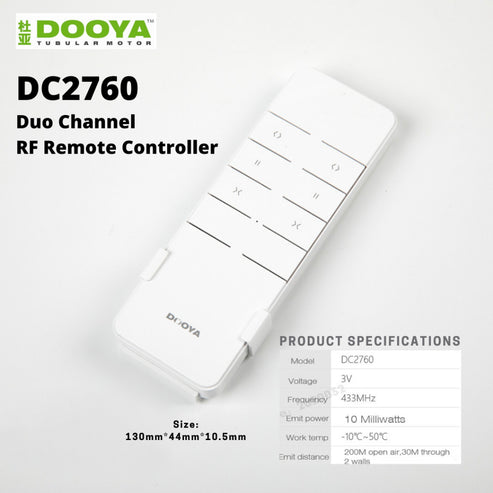 杜亚 DOOYA™
TUBULAR MOTOR
DC2760
Duo Channel
RF Remote Controller
DOOYA
PRODUCT SPECIFICATIONS
Model DC2760
Voltage 3V
Frequency 433MHz
Emit power 10 Milliwatts
Work temp -10℃~50℃
Emit distance 200M open air,30M through
2 walls
Size:
130mm*44mm*10.5mm